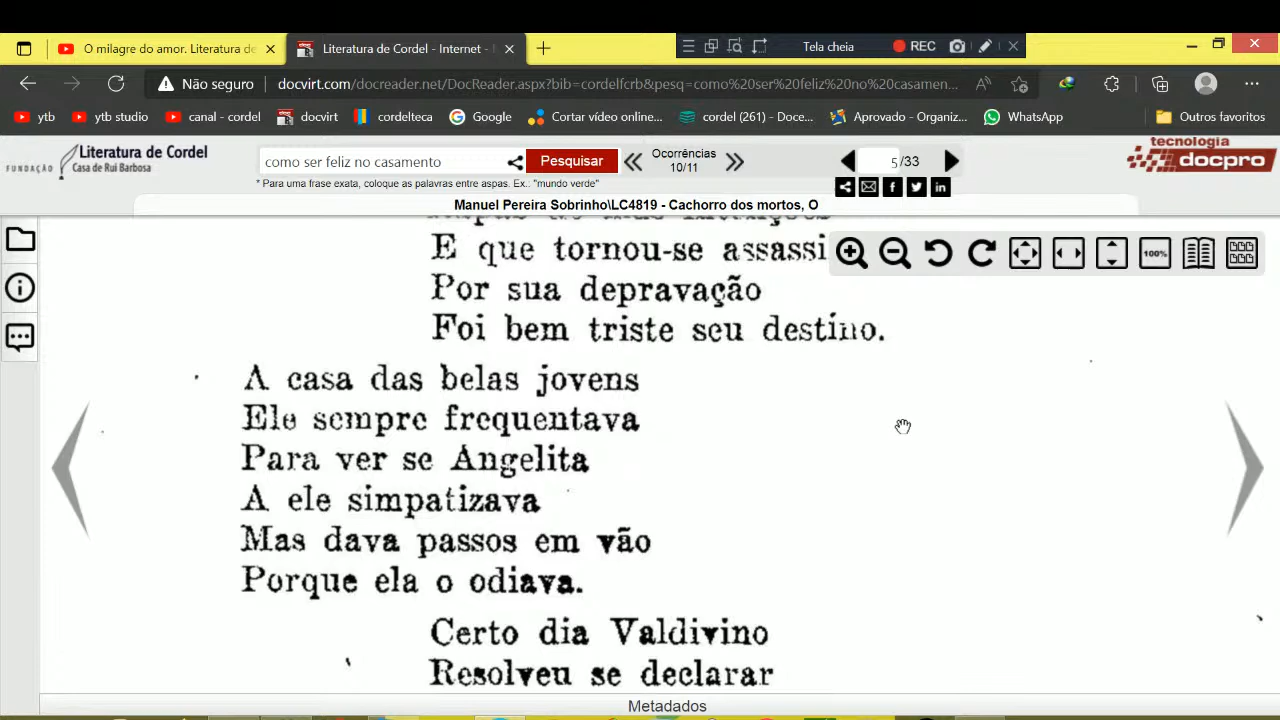 O milagre do amor. Literatura de
Literatura de Cordel - Internet -
Tela cheia
REC
Não seguro
docvirt.com/docreader.net/DocReader.aspx?bib=cordelfcrb&pesq=como%20ser%20feliz%20no%20casamen...
ytb
ytb studio
canal - cordel
docvirt
cordelteca
Google
Cortar vídeo online...
cordel (261) - Doce...
Aprovado - Organiz...
WhatsApp
Outros favoritos
FUNDAÇÃO
Literatura de Cordel
Casa de Rui Barbosa
como ser feliz no casamento
Pesquisar
Ocorrências
10/11
5 /33
tecnologia
docpro
* Para uma frase exata, coloque as palavras entre aspas. Ex.: "mundo verde"
Manuel Pereira Sobrinho\LC4819 - Cachorro dos mortos, O
100%
E que tornou-se assassi
Por sua depravação
Foi bem triste seu destino.
A casa das belas jovens
Ele sempre frequentava
Para ver se Angelita
A ele simpatizava
Mas dava passos em vão
Porque ela o odiava.
Certo dia Valdivino
Resolveu se declarar
Metadados